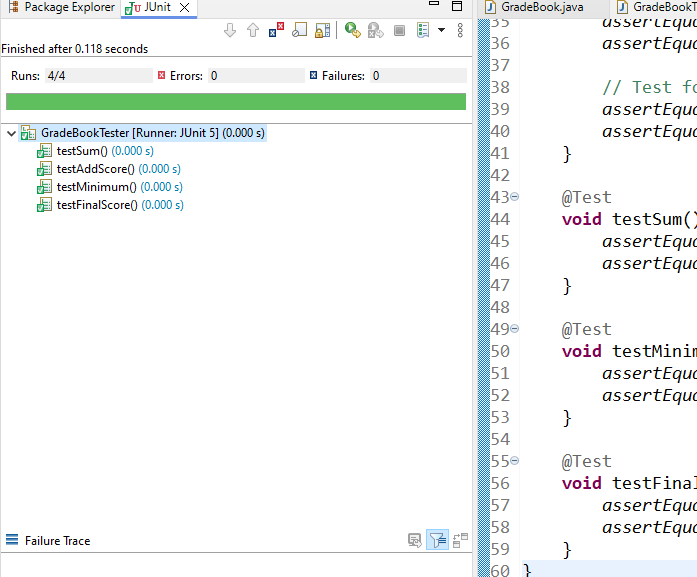 Package Explorer JUnit
Finished after 0.118 seconds
Runs: 4/4 Errors: 0 Failures: 0
GradeBookTester [Runner: JUnit 5] (0.000 s)
testSum() (0.000 s)
testAddScore() (0.000 s)
testMinimum() (0.000 s)
testFinalScore() (0.000 s)
Failure Trace
GradeBook.java GradeBookT
35 assertEqu
36 assertEqua
37
38 // Test fo
39 assertEqua
40 assertEqua
41 }
42
43 @Test
44 void testSum()
45 assertEqua
46 assertEqua
47 }
48
49 @Test
50 void testMinim
51 assertEqua
52 assertEqua
53 }
54
55 @Test
56 void testFinal
57 assertEqua
58 assertEqua
59 }
60 }